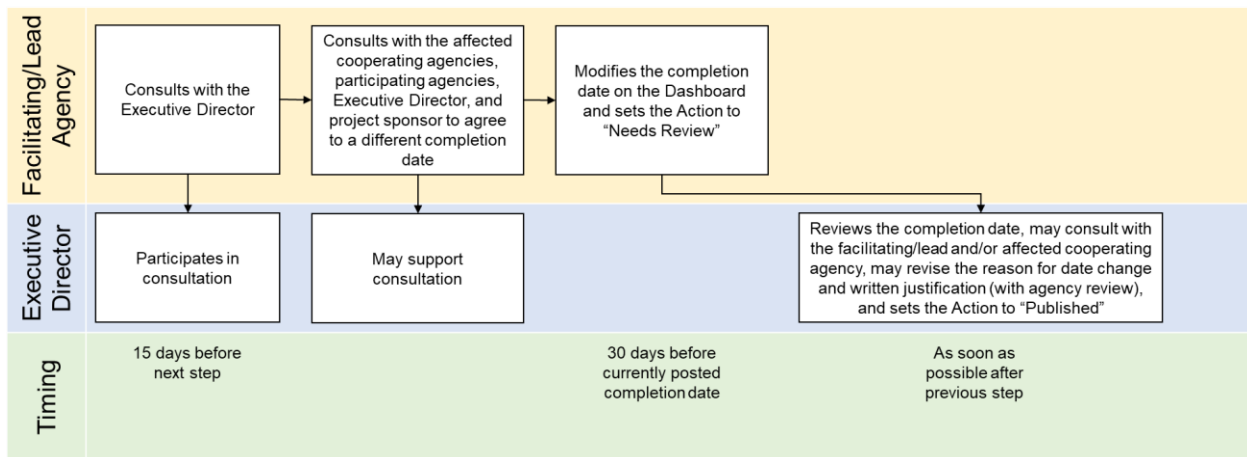 Facilitating/Lead
Agency
Consults with the
Executive Director
Consults with the affected
cooperating agencies,
participating agencies,
Executive Director, and
project sponsor to agree
to a different completion
date
Modifies the completion
date on the Dashboard
and sets the Action to
“Needs Review”
Executive
Director
Participates in
consultation
May support
consultation
Reviews the completion date, may consult with
the facilitating/lead and/or affected cooperating
agency, may revise the reason for date change
and written justification (with agency review),
and sets the Action to “Published”
Timing
15 days before
next step
30 days before
currently posted
completion date
As soon as
possible after
previous step